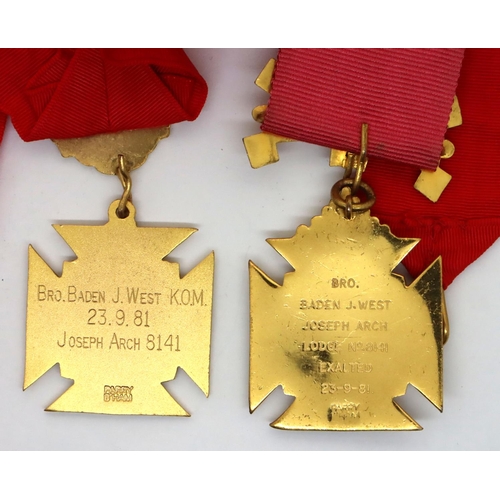 BRO. BADEN J. WEST K.O.M.
23.9.81
JOSEPH ARCH 8141
BRO.
BADEN J. WEST
JOSEPH ARCH
LODGE No. 8141
EXALTED
23-9-81